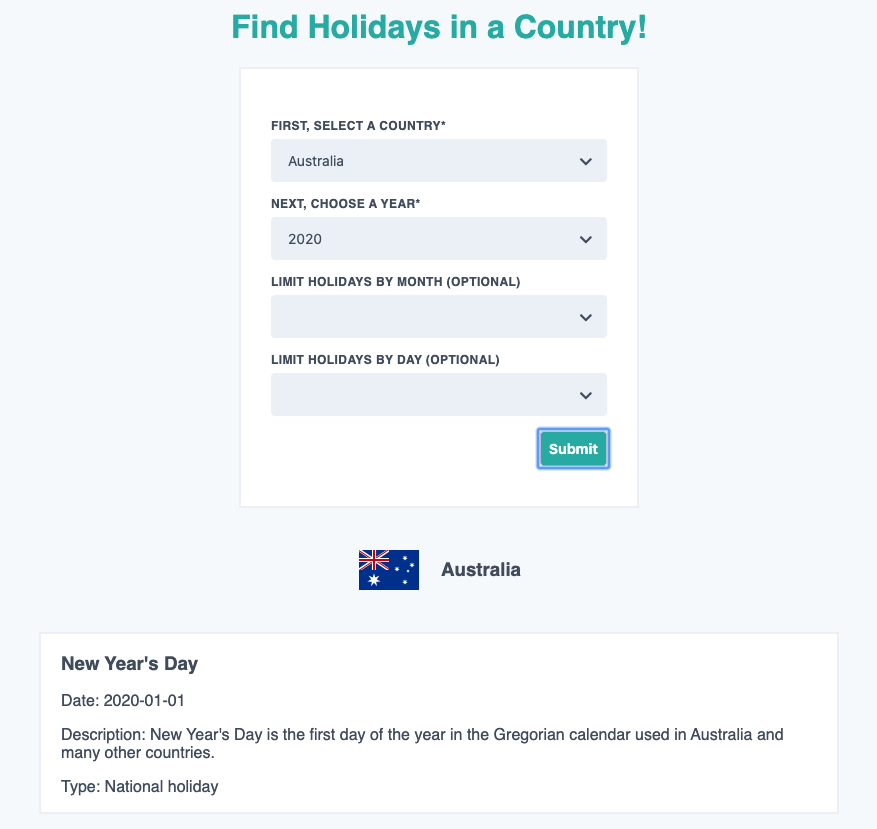 Find Holidays in a Country!
FIRST, SELECT A COUNTRY*
Australia
NEXT, CHOOSE A YEAR*
2020
LIMIT HOLIDAYS BY MONTH (OPTIONAL)
LIMIT HOLIDAYS BY DAY (OPTIONAL)
Submit
Australia
New Year's Day
Date: 2020-01-01
Description: New Year's Day is the first day of the year in the Gregorian calendar used in Australia and
many other countries.
Type: National holiday